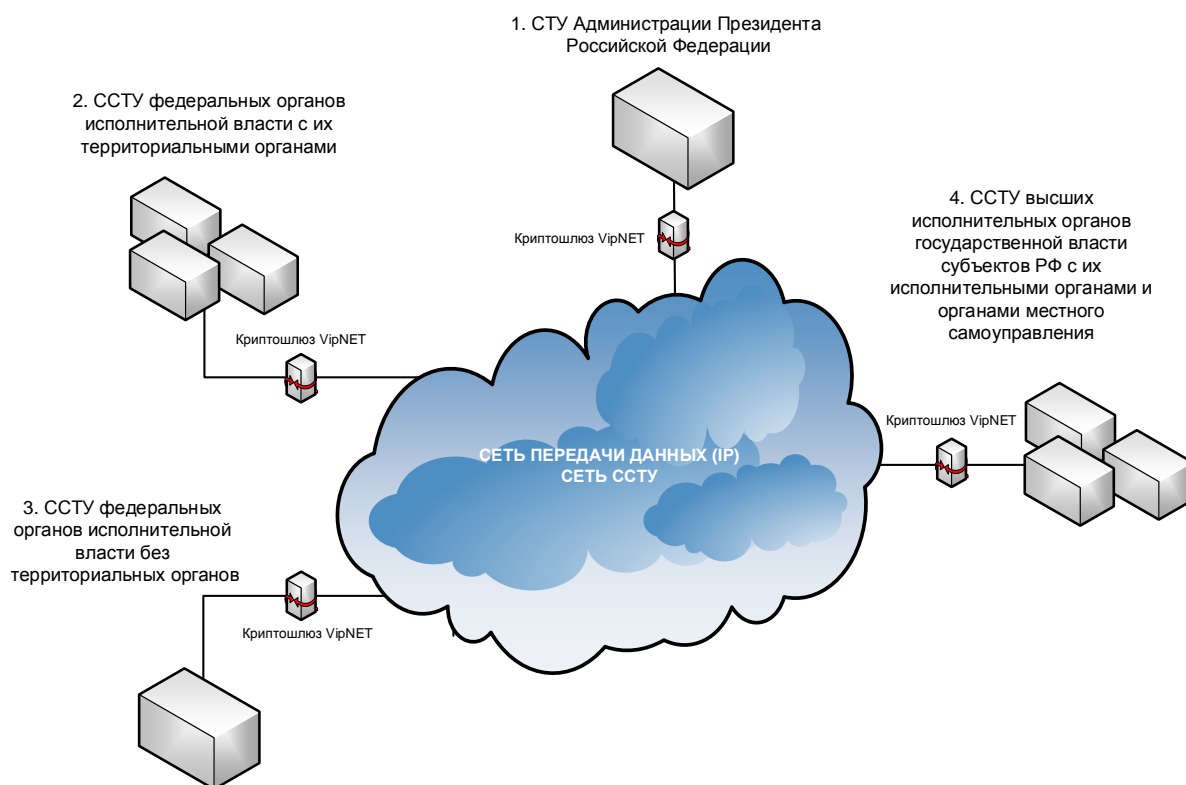 1. СТУ Администрации Президента
Российской Федерации
2. ССТУ федеральных органов
исполнительной власти с их
территориальными органами
Криптошлюз VipNET
4. ССТУ высших
исполнительных органов
государственной власти
субъектов РФ с их
исполнительными органами и
органами местного
самоуправления
Криптошлюз VipNET
Криптошлюз VipNET
СЕТЬ ПЕРЕДАЧИ ДАННЫХ (IP)
СЕТЬ ССТУ
3. ССТУ федеральных
органов исполнительной
власти без
территориальных органов
Криптошлюз VipNET